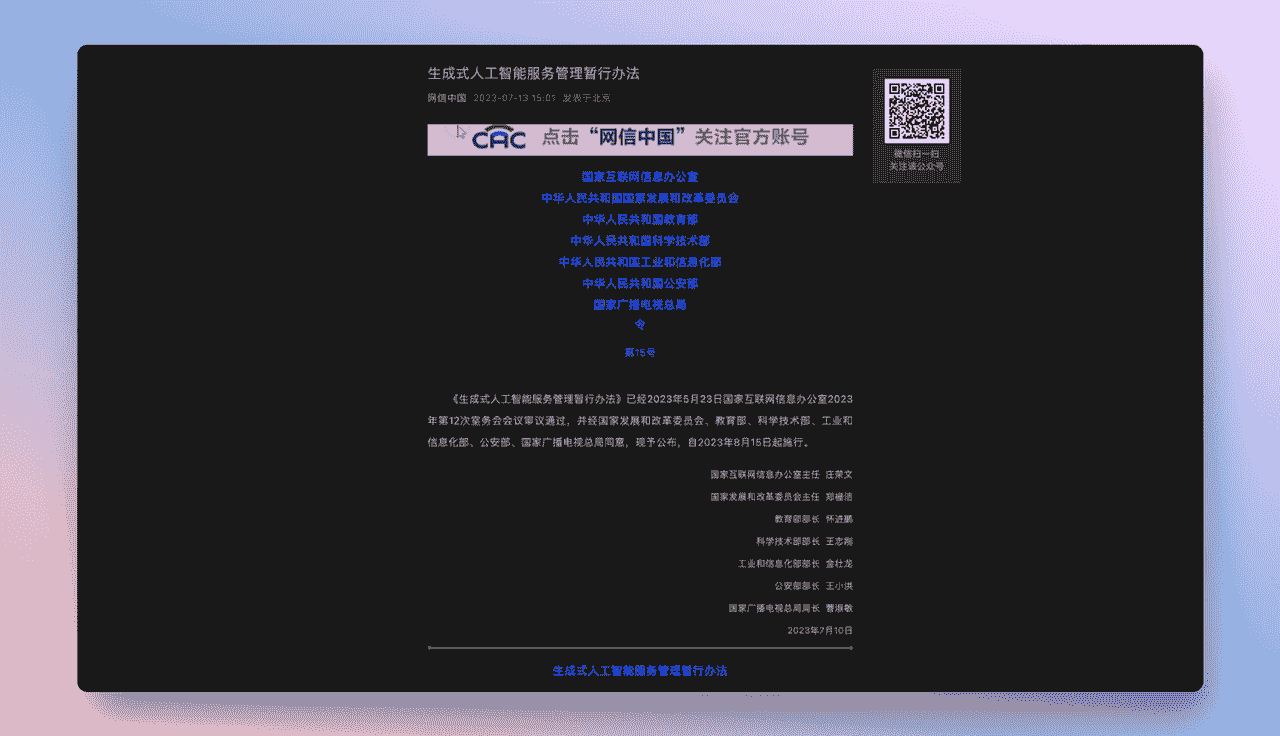 生成式人工智能服务管理暂行办法
网信中国 2023-07-13 15:01 发表于北京
CAC 点击“网信中国”关注官方账号
微信扫一扫
关注该公众号
国家互联网信息办公室
中华人民共和国国家发展和改革委员会
中华人民共和国教育部
中华人民共和国科学技术部
中华人民共和国工业和信息化部
中华人民共和国公安部
国家广播电视总局
令
第15号
《生成式人工智能服务管理暂行办法》已经2023年5月23日国家互联网信息办公室2023
年第12次室务会会议审议通过，并经国家发展和改革委员会、教育部、科学技术部、工业和
信息化部、公安部、国家广播电视总局同意，现予公布，自2023年8月15日起施行。
国家互联网信息办公室主任 庄荣文
国家发展和改革委员会主任 郑栅洁
教育部部长 怀进鹏
科学技术部部长 王志刚
工业和信息化部部长 金壮龙
公安部部长 王小洪
国家广播电视总局局长 曹淑敏
2023年7月10日
生成式人工智能服务管理暂行办法